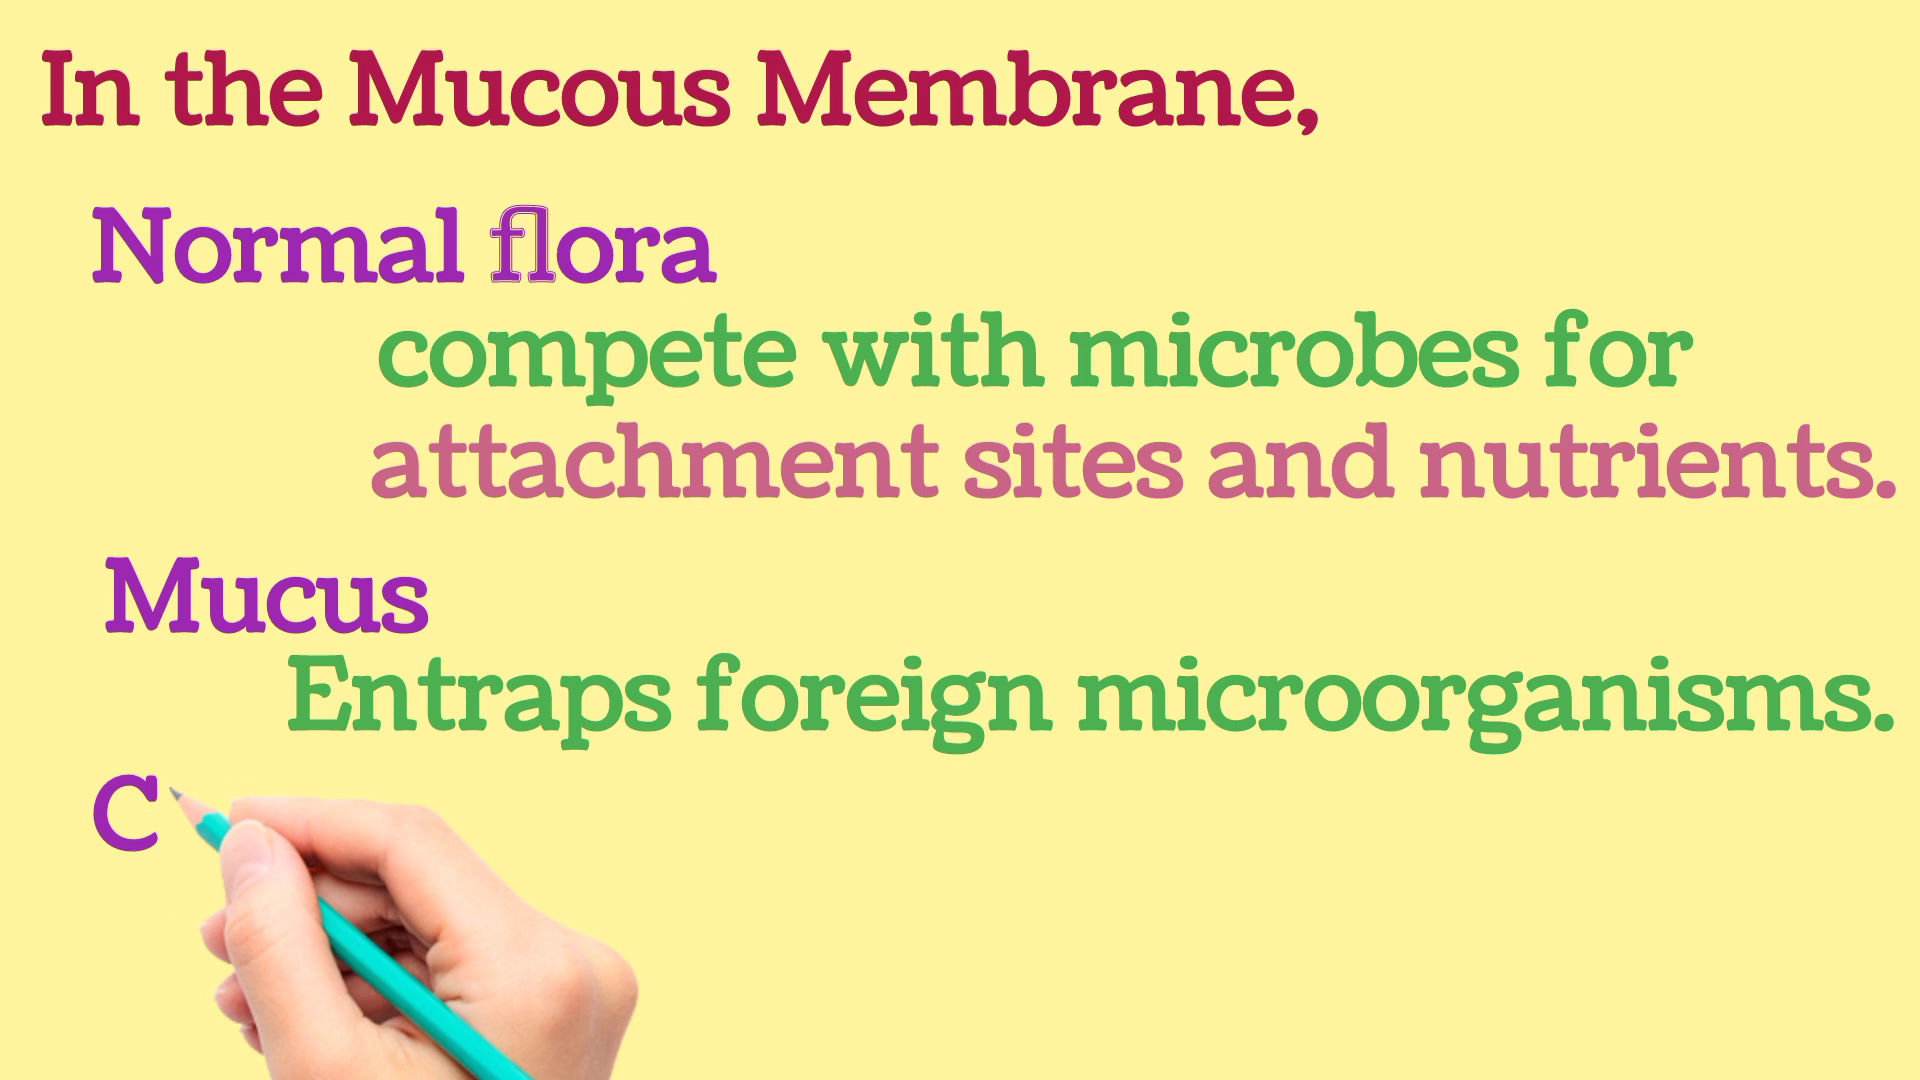 In the Mucous Membrane,
Normal flora
compete with microbes for
attachment sites and nutrients.
Mucus
Entraps foreign microorganisms.
C